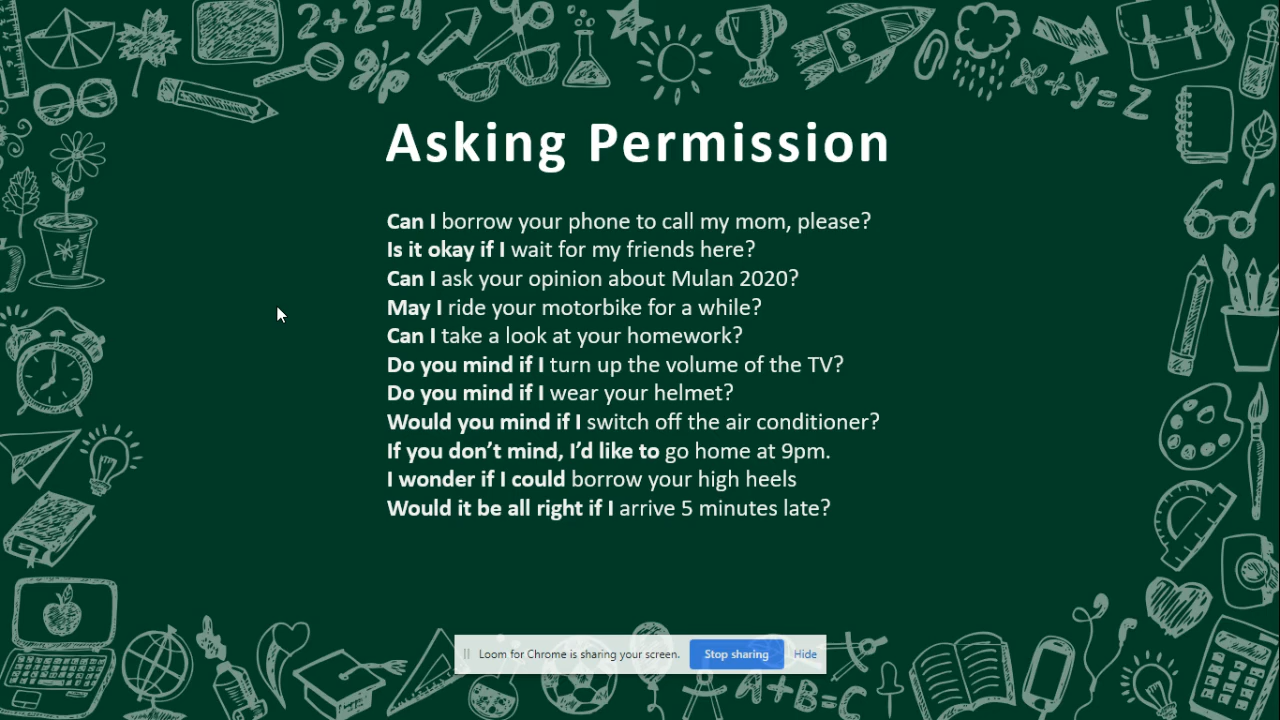 2+2=4
x+y=z
Asking Permission
Can I borrow your phone to call my mom, please?
Is it okay if I wait for my friends here?
Can I ask your opinion about Mulan 2020?
May I ride your motorbike for a while?
Can I take a look at your homework?
Do you mind if I turn up the volume of the TV?
Do you mind if I wear your helmet?
Would you mind if I switch off the air conditioner?
If you don’t mind, I’d like to go home at 9pm.
I wonder if I could borrow your high heels
Would it be all right if I arrive 5 minutes late?
Loom for Chrome is sharing your screen. Stop sharing Hide
A+B=C